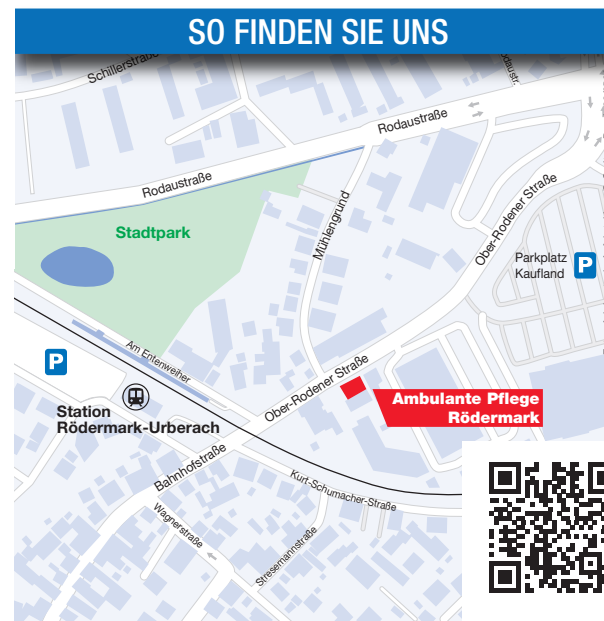 SO FINDEN SIE UNS
Schillerstraße
Rodaustraße
Rodaustraße
Stadtpark
Mühlengrund
Ober-Rodener Straße
Parkplatz
Kaufland
P
Am Entenweiher
P
Station
Rödermark-Urberach
Ober-Rodener Straße
Ambulante Pflege
Rödermark
Bahnhofstraße
Kurt-Schumacher-Straße
Wagnerstraße
Stresemannstraße